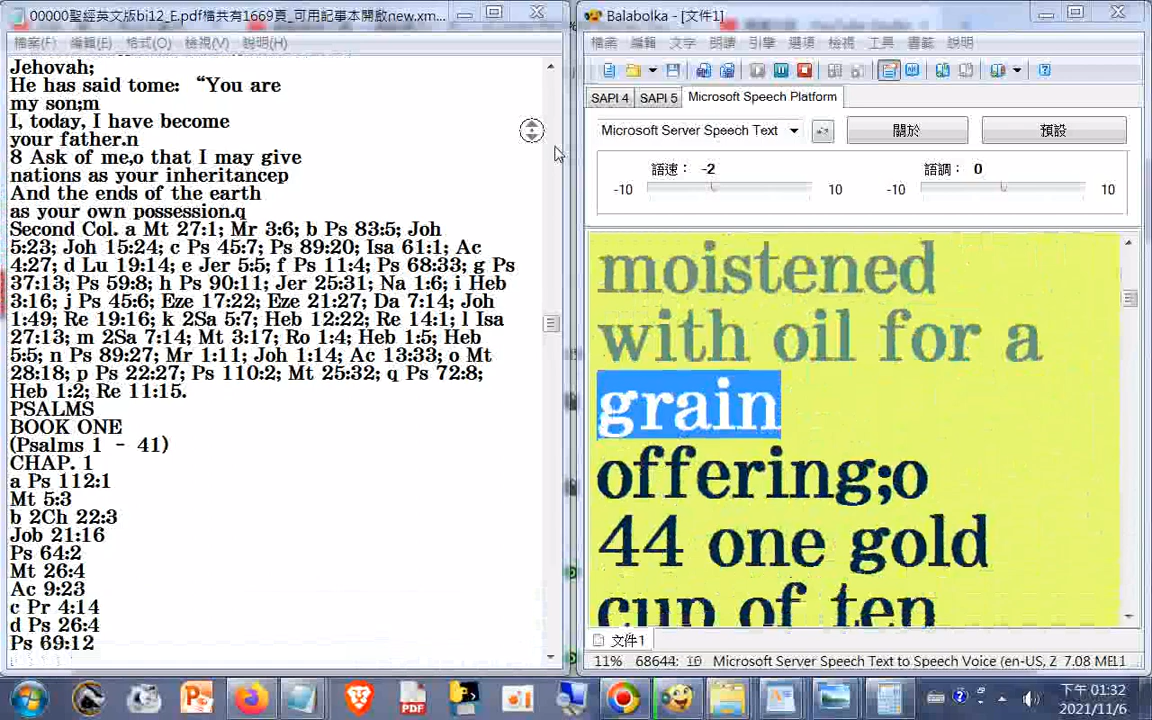 00000聖經英文版bi12_E.pdf檔共有1669頁_可用記事本開啟new.xm...
檔案(F) 編輯(E) 格式(O) 檢視(V) 說明(H)
Jehovah;
He has said tome: “You are
my son;m
I, today, I have become
your father.n
8 Ask of me,o that I may give
nations as your inheritancep
And the ends of the earth
as your own possession.q
Second Col. a Mt 27:1; Mr 3:6; b Ps 83:5; Joh
5:23; Joh 15:24; c Ps 45:7; Ps 89:20; Isa 61:1; Ac
4:27; d Lu 19:14; e Jer 5:5; f Ps 11:4; Ps 68:33; g Ps
37:13; Ps 59:8; h Ps 90:11; Jer 25:31; Na 1:6; i Heb
3:16; j Ps 45:6; Eze 17:22; Eze 21:27; Da 7:14; Joh
1:49; Re 19:16; k 2Sa 5:7; Heb 12:22; Re 14:1; l Isa
27:13; m 2Sa 7:14; Mt 3:17; Ro 1:4; Heb 1:5; Heb
5:5; n Ps 89:27; Mr 1:11; Joh 1:14; Ac 13:33; o Mt
28:18; p Ps 22:27; Ps 110:2; Mt 25:32; q Ps 72:8;
Heb 1:2; Re 11:15.
PSALMS
BOOK ONE
(Psalms 1 – 41)
CHAP. 1
a Ps 112:1
Mt 5:3
b 2Ch 22:3
Job 21:16
Ps 64:2
Mt 26:4
Ac 9:23
c Pr 4:14
d Ps 26:4
Ps 69:12
Balabolka - [文件1]
檔案 編輯 文字 朗讀 引擎 選項 檢視 工具 書籤 說明
SAPI 4 SAPI 5 Microsoft Speech Platform
Microsoft Server Speech Text 關於 預設
語速： -2 語調： 0
-10 10 -10 10
moistened
with oil for a
grain
offering;o
44 one gold
cup of ten
文件1
11% 68644: 10 Microsoft Server Speech Text to Speech Voice (en-US, Z 7.08 ME11
PDF
下午 01:32
2021/11/6